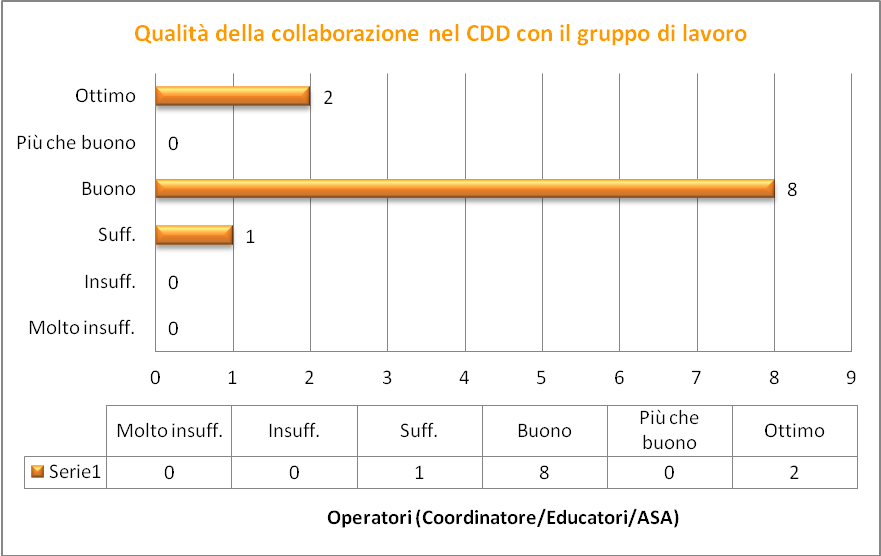 Qualità della collaborazione nel CDD con il gruppo di lavoro
Ottimo 2
Più che buono 0
Buono 8
Suff. 1
Insuff. 0
Molto insuff. 0
0 1 2 3 4 5 6 7 8 9
Molto insuff. Insuff. Suff. Buono Più che buono Ottimo
Serie1 0 0 1 8 0 2
Operatori (Coordinatore/Educatori/ASA)